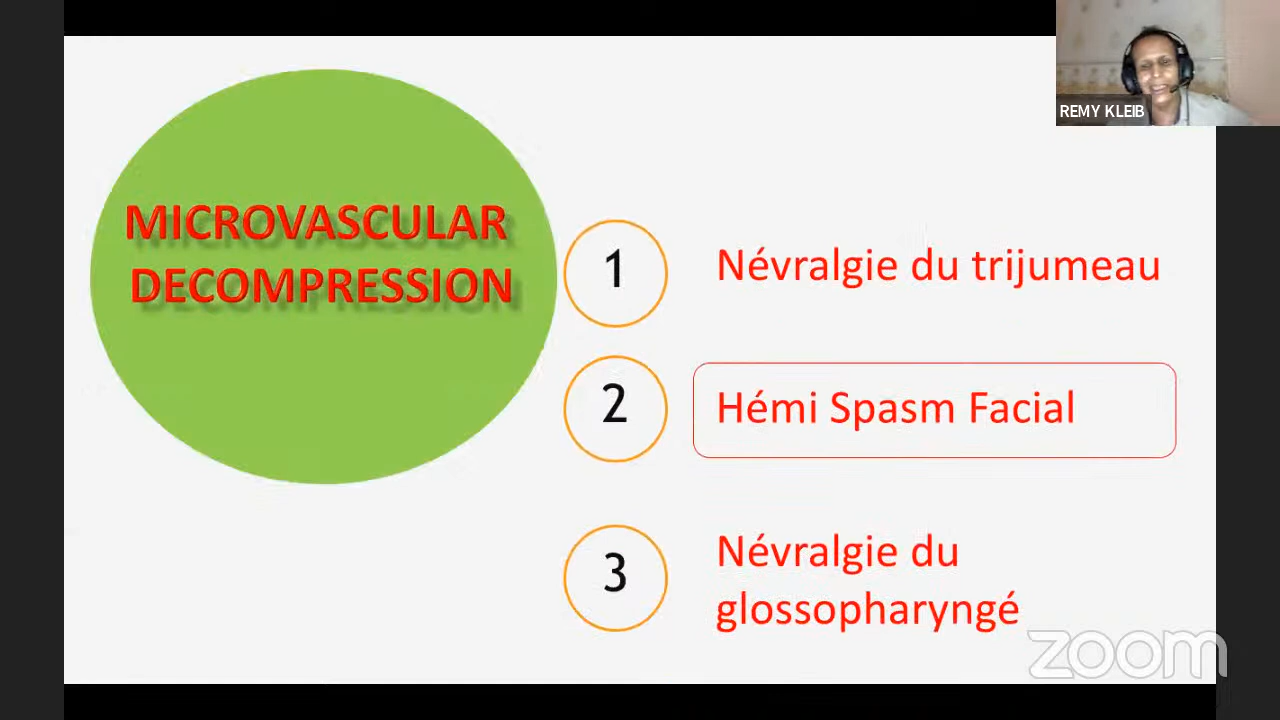 REMY KLEIB
MICROVASCULAR
DECOMPRESSION
1
Névralgie du trijumeau
2
Hémi Spasm Facial
3
Névralgie du
glossopharyngé
zoom